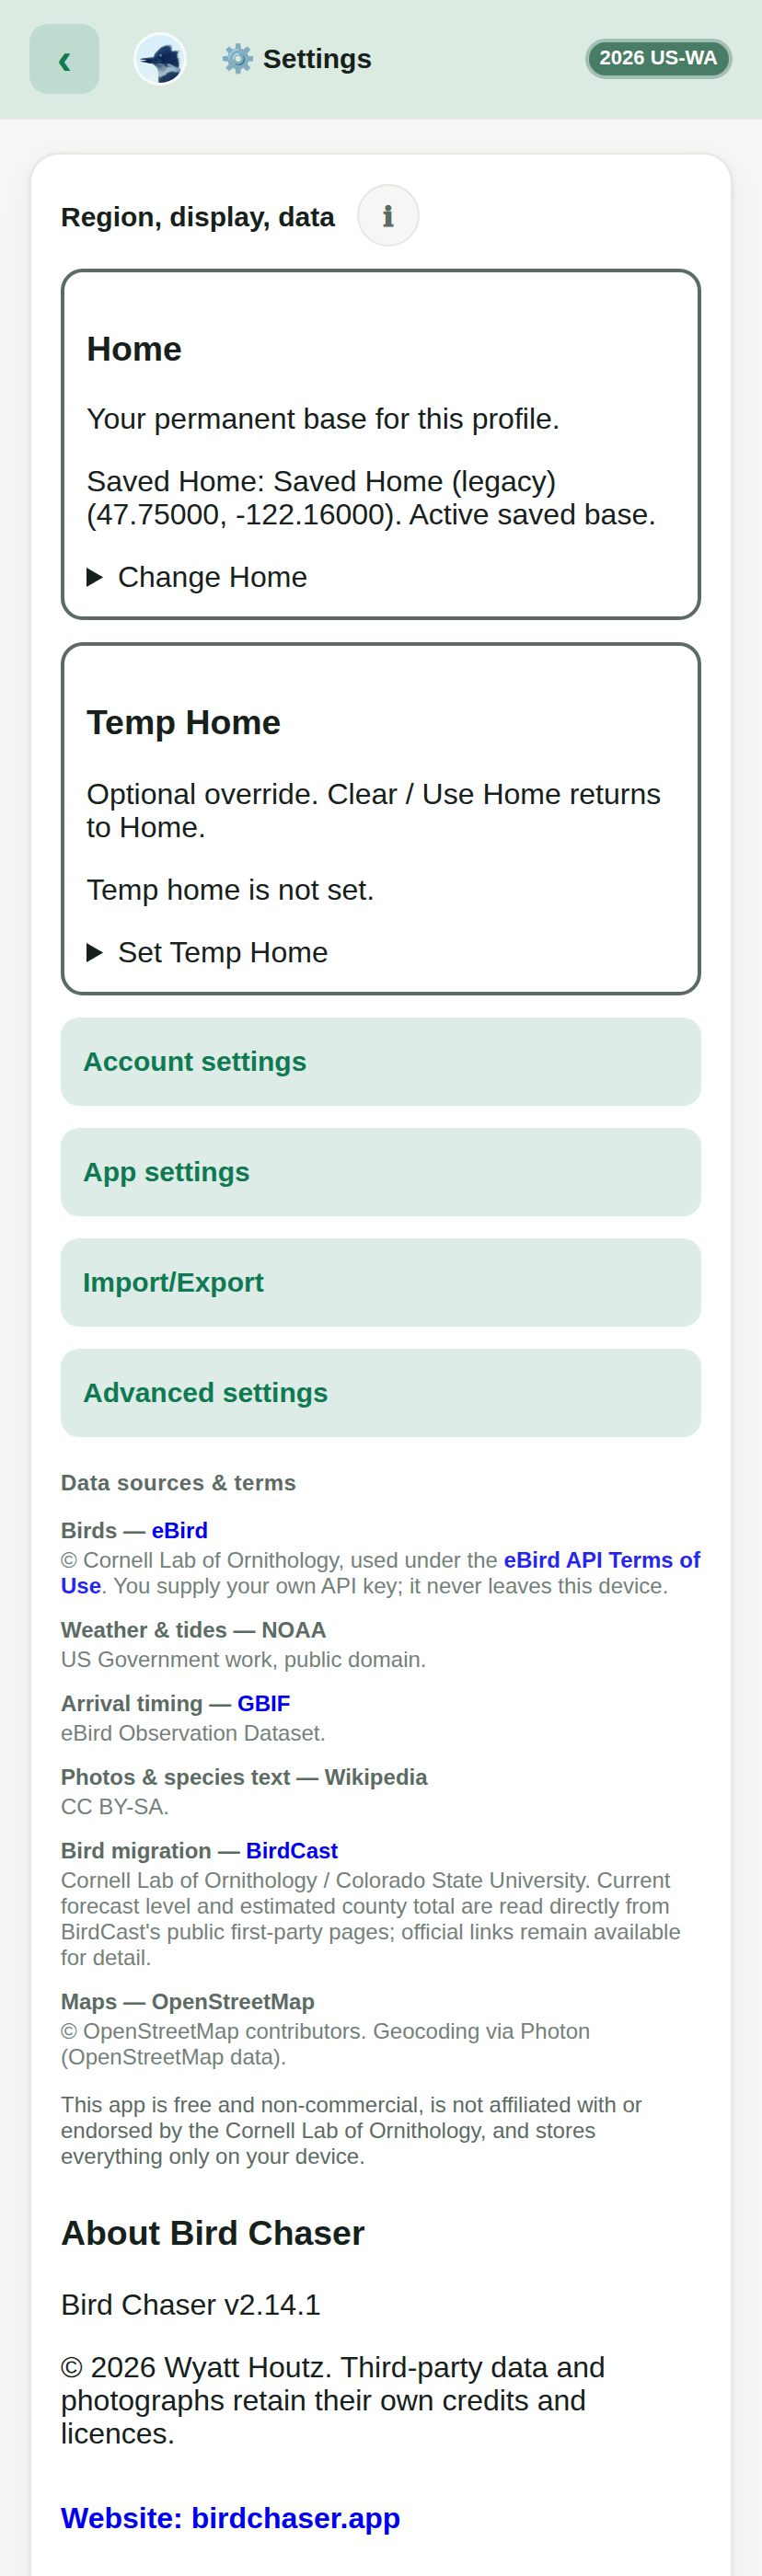 ‹ ⚙️ Settings 2026 US-WA
Region, display, data ℹ
Home
Your permanent base for this profile.
Saved Home: Saved Home (legacy)
(47.75000, -122.16000). Active saved base.
▶ Change Home
Temp Home
Optional override. Clear / Use Home returns
to Home.
Temp home is not set.
▶ Set Temp Home
Account settings
App settings
Import/Export
Advanced settings
Data sources & terms
Birds — eBird
© Cornell Lab of Ornithology, used under the eBird API Terms of
Use. You supply your own API key; it never leaves this device.
Weather & tides — NOAA
US Government work, public domain.
Arrival timing — GBIF
eBird Observation Dataset.
Photos & species text — Wikipedia
CC BY-SA.
Bird migration — BirdCast
Cornell Lab of Ornithology / Colorado State University. Current
forecast level and estimated county total are read directly from
BirdCast's public first-party pages; official links remain available
for detail.
Maps — OpenStreetMap
© OpenStreetMap contributors. Geocoding via Photon
(OpenStreetMap data).
This app is free and non-commercial, is not affiliated with or
endorsed by the Cornell Lab of Ornithology, and stores
everything only on your device.
About Bird Chaser
Bird Chaser v2.14.1
© 2026 Wyatt Houtz. Third-party data and
photographs retain their own credits and
licences.
Website: birdchaser.app